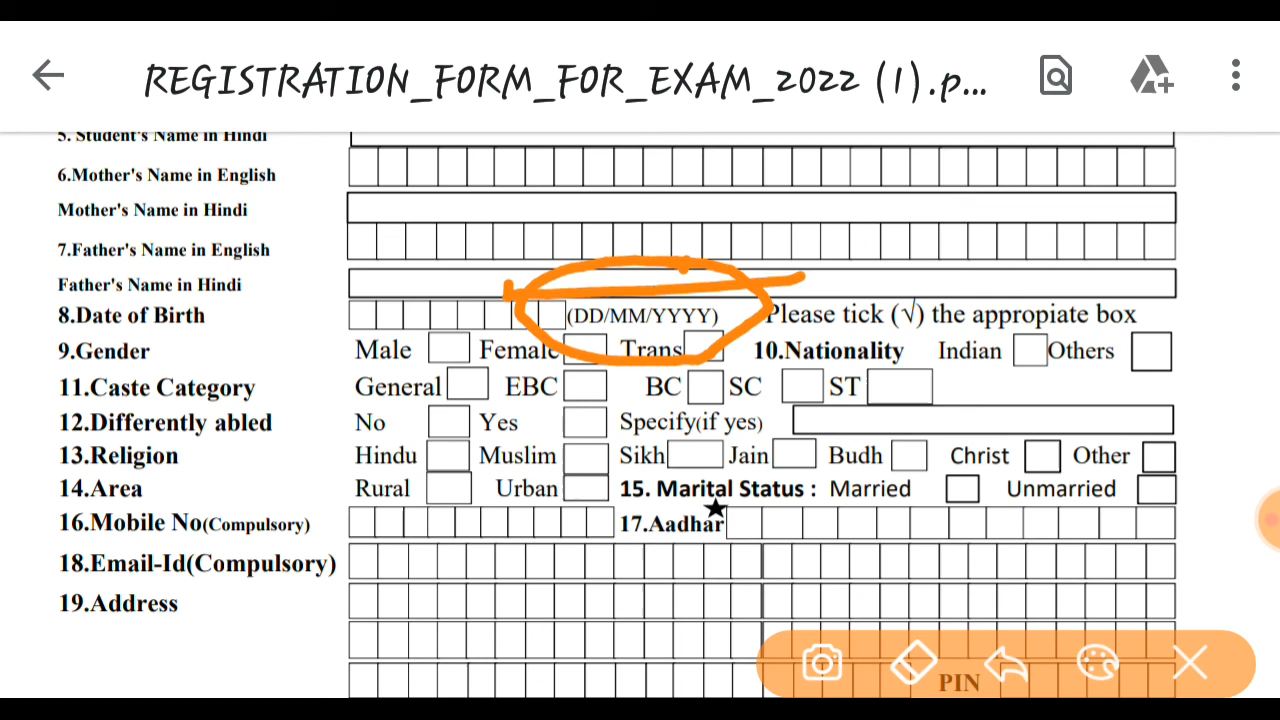 REGISTRATION_FORM_FOR_EXAM_2022 (1).p...
5. Student's Name in Hindi
6.Mother's Name in English
Mother's Name in Hindi
7.Father's Name in English
Father's Name in Hindi
8.Date of Birth (DD/MM/YYYY) Please tick (√) the appropiate box
9.Gender Male Female Trans 10.Nationality Indian Others
11.Caste Category General EBC BC SC ST
12.Differently abled No Yes Specify(if yes)
13.Religion Hindu Muslim Sikh Jain Budh Christ Other
14.Area Rural Urban 15. Marital Status : Married Unmarried
16.Mobile No(Compulsory) 17.Aadhar★
18.Email-Id(Compulsory)
19.Address
PIN